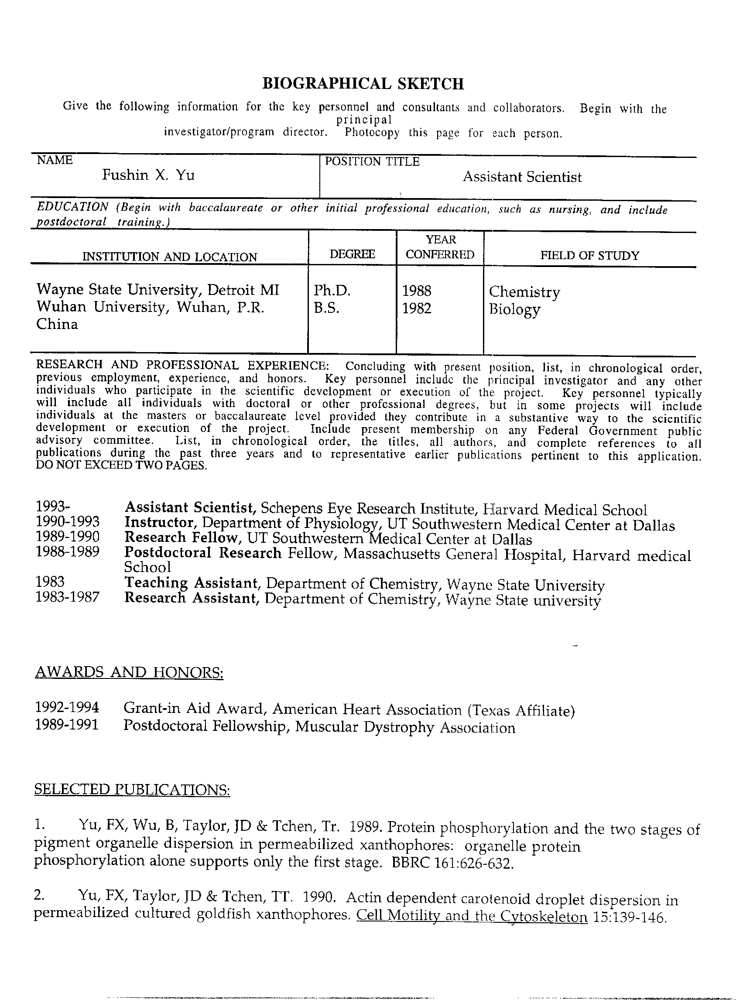 BIOGRAPHICAL SKETCH
Give the following information for the key personnel and consultants and collaborators. Begin with the
principal
investigator/program director. Photocopy this page for each person.
NAME
Fushin X. Yu
POSITION TITLE
Assistant Scientist
EDUCATION (Begin with baccalaureate or other initial professional education, such as nursing, and include
postdoctoral training.)
INSTITUTION AND LOCATION
DEGREE
YEAR
CONFERRED
FIELD OF STUDY
Wayne State University, Detroit MI Ph.D. 1988 Chemistry
Wuhan University, Wuhan, P.R. B.S. 1982 Biology
China
RESEARCH AND PROFESSIONAL EXPERIENCE: Concluding with present position, list, in chronological order,
previous employment, experience, and honors. Key personnel include the principal investigator and any other
individuals who participate in the scientific development or execution of the project. Key personnel typically
will include all individuals with doctoral or other professional degrees, but in some projects will include
individuals at the masters or baccalaureate level provided they contribute in a substantive way to the scientific
development or execution of the project. Include present membership on any Federal Government public
advisory committee. List, in chronological order, the titles, all authors, and complete references to all
publications during the past three years and to representative earlier publications pertinent to this application.
DO NOT EXCEED TWO PAGES.
1993- Assistant Scientist, Schepens Eye Research Institute, Harvard Medical School
1990-1993 Instructor, Department of Physiology, UT Southwestern Medical Center at Dallas
1989-1990 Research Fellow, UT Southwestern Medical Center at Dallas
1988-1989 Postdoctoral Research Fellow, Massachusetts General Hospital, Harvard medical
School
1983 Teaching Assistant, Department of Chemistry, Wayne State University
1983-1987 Research Assistant, Department of Chemistry, Wayne State university
AWARDS AND HONORS:
1992-1994 Grant-in Aid Award, American Heart Association (Texas Affiliate)
1989-1991 Postdoctoral Fellowship, Muscular Dystrophy Association
SELECTED PUBLICATIONS:
1. Yu, FX, Wu, B, Taylor, JD & Tchen, Tr. 1989. Protein phosphorylation and the two stages of
pigment organelle dispersion in permeabilized xanthophores: organelle protein
phosphorylation alone supports only the first stage. BBRC 161:626-632.
2. Yu, FX, Taylor, JD & Tchen, TT. 1990. Actin dependent carotenoid droplet dispersion in
permeabilized cultured goldfish xanthophores. Cell Motility and the Cytoskeleton 15:139-146.